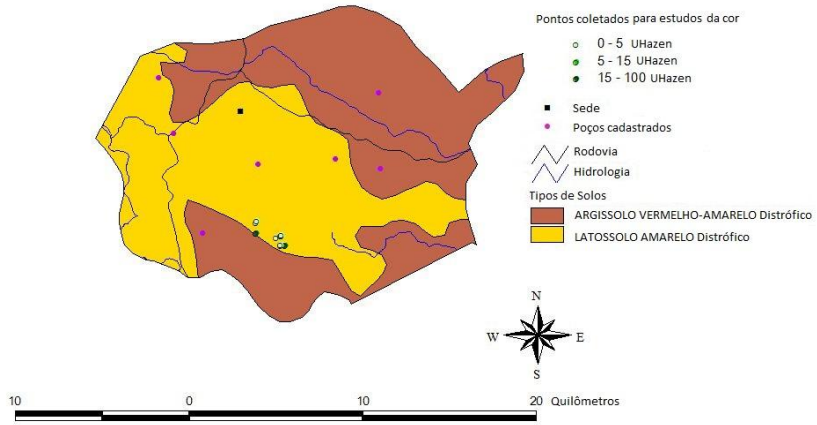 Pontos coletados para estudos da cor
0 - 5 UHazen
5 - 15 UHazen
15 - 100 UHazen
Sede
Poços cadastrados
Rodovia
Hidrologia
Tipos de Solos
ARGISSOLO VERMELHO-AMARELO Distrófico
LATOSSOLO AMARELO Distrófico
N
W E
S
10 0 10 20 Quilômetros